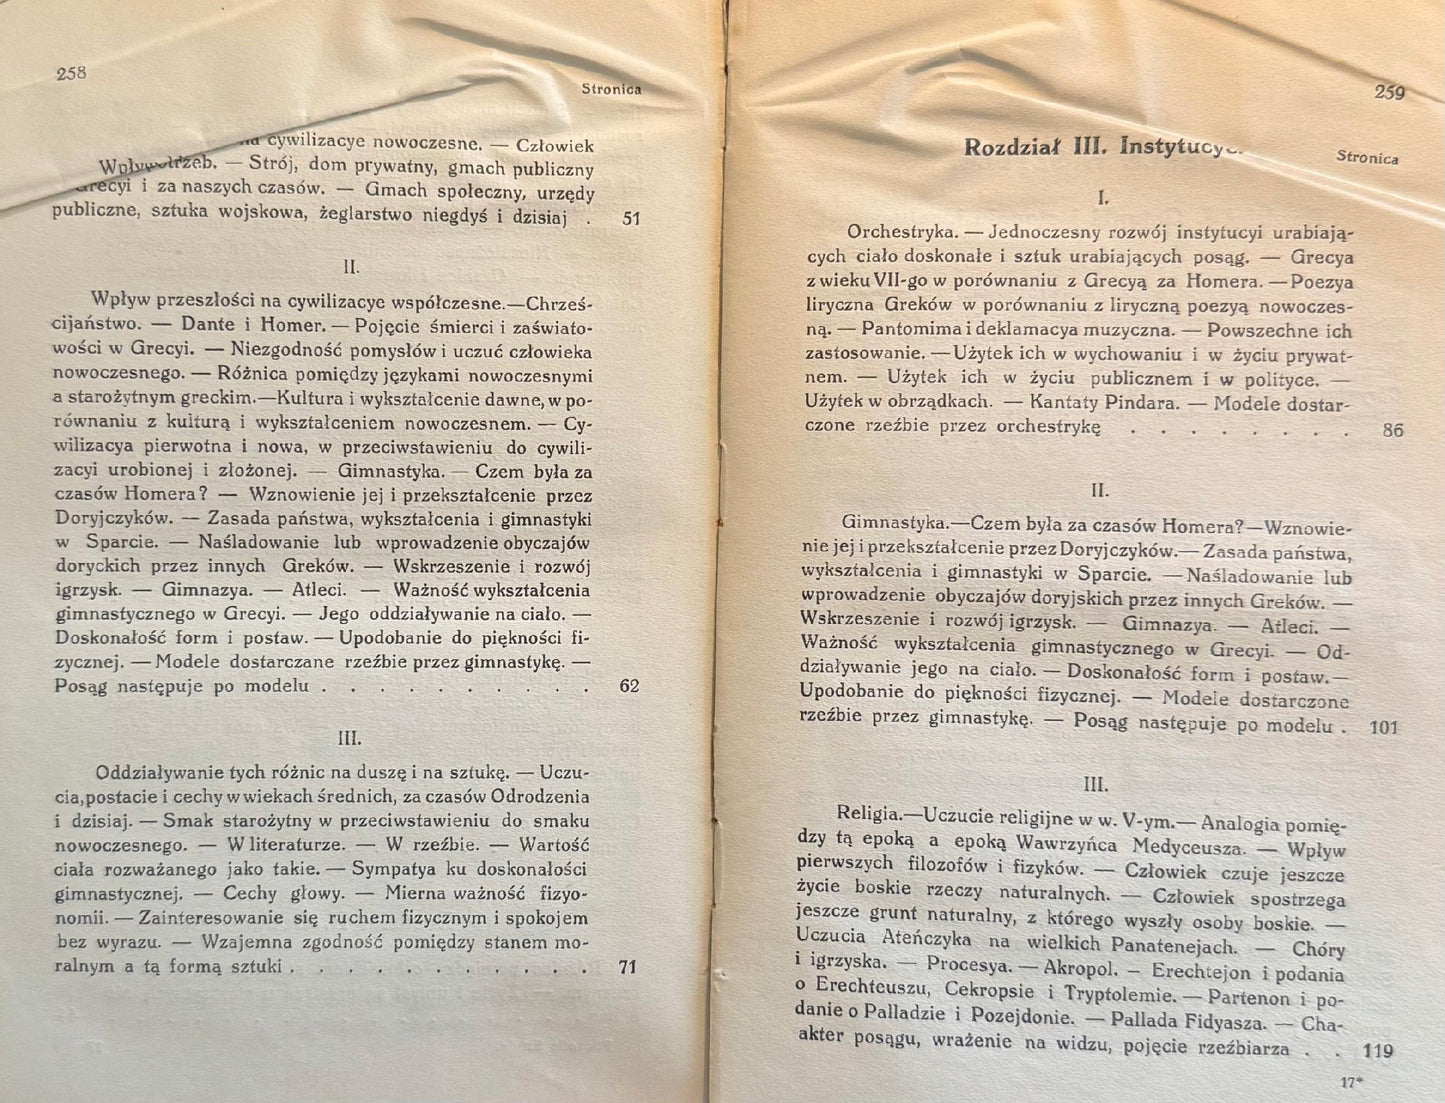 258
Stronica
cywilizacye nowoczesne. — Człowiek
— Strój, dom prywatny, gmach publiczny
i za naszych czasów. — Gmach społeczny, urzędy
publiczne, sztuka wojskowa, żeglarstwo niegdyś i dzisiaj . 51
II.
Wpływ przeszłości na cywilizacye współczesne.—Chrześ-
cijaństwo. — Dante i Homer. — Pojęcie śmierci i zaświato-
wości w Grecyi. — Niezgodność pomysłów i uczuć człowieka
nowoczesnego. — Różnica pomiędzy językami nowoczesnymi
a starożytnym greckim.—Kultura i wykształcenie dawne, w po-
równaniu z kulturą i wykształceniem nowoczesnem. — Cy-
wilizacya pierwotna i nowa, w przeciwstawieniu do cywili-
zacyi urobionej i złożonej. — Gimnastyka. — Czem była za
czasów Homera? — Wznowienie jej i przekształcenie przez
Doryjczyków. — Zasada państwa, wykształcenia i gimnastyki
w Sparcie. — Naśladowanie lub wprowadzenie obyczajów
doryckich przez innych Greków. — Wskrzeszenie i rozwój
igrzysk. — Gimnazya. — Atleci. — Ważność wykształcenia
gimnastycznego w Grecyi. — Jego oddziaływanie na ciało. —
Doskonałość form i postaw. — Upodobanie do piękności fi-
zycznej. — Modele dostarczane rzeźbie przez gimnastykę. —
Posąg następuje po modelu . . . . . . . . . . 62
III.
Oddziaływanie tych różnic na duszę i na sztukę. — Uczu-
cia, postacie i cechy w wiekach średnich, za czasów Odrodzenia
i dzisiaj. — Smak starożytny w przeciwstawieniu do smaku
nowoczesnego. — W literaturze. — W rzeźbie. — Wartość
ciała rozważanego jako takie. — Sympatya ku doskonałości
gimnastycznej. — Cechy głowy. — Mierna ważność fizyo-
nomii. — Zainteresowanie się ruchem fizycznym i spokojem
bez wyrazu. — Wzajemna zgodność pomiędzy stanem mo-
ralnym a tą formą sztuki . . . . . . . . . . . 71
259
Rozdział III. Instytucye.
Stronica
I.
Orchestryka. — Jednoczesny rozwój instytucyi urabiają-
cych ciało doskonałe i sztuk urabiających posąg. — Grecya
z wieku VII-go w porównaniu z Grecyą za Homera. — Poezya
liryczna Greków w porównaniu z liryczną poezyą nowoczes-
ną. — Pantomima i deklamacya muzyczna. — Powszechne ich
zastosowanie. — Użytek ich w wychowaniu i w życiu prywat-
nem. — Użytek ich w życiu publicznem i w polityce. —
Użytek w obrządkach. — Kantaty Pindara. — Modele dostar-
czone rzeźbie przez orchestrykę . . . . . . . . 86
II.
Gimnastyka.—Czem była za czasów Homera?—Wznowie-
nie jej i przekształcenie przez Doryjczyków.— Zasada państwa,
wykształcenia i gimnastyki w Sparcie. — Naśladowanie lub
wprowadzenie obyczajów doryjskich przez innych Greków. —
Wskrzeszenie i rozwój igrzysk. — Gimnazya. — Atleci. —
Ważność wykształcenia gimnastycznego w Grecyi. — Od-
działywanie jego na ciało. — Doskonałość form i postaw. —
Upodobanie do piękności fizycznej. — Modele dostarczone
rzeźbie przez gimnastykę. — Posąg następuje po modelu . 101
III.
Religia.—Uczucie religijne w w. V-ym.— Analogia pomię-
dzy tą epoką a epoką Wawrzyńca Medyceusza. — Wpływ
pierwszych filozofów i fizyków. — Człowiek czuje jeszcze
życie boskie rzeczy naturalnych. — Człowiek spostrzega
jeszcze grunt naturalny, z którego wyszły osoby boskie. —
Uczucia Ateńczyka na wielkich Panatenejach. — Chóry
i igrzyska. — Procesya. — Akropol. — Erechtejon i podania
o Erechteuszu, Cekropsie i Tryptolemie. — Partenon i po-
danie o Palladzie i Pozejdonie. — Pallada Fidyasza. — Cha-
akter posągu, wrażenie na widzu, pojęcie rzeźbiarza . . 119
17*